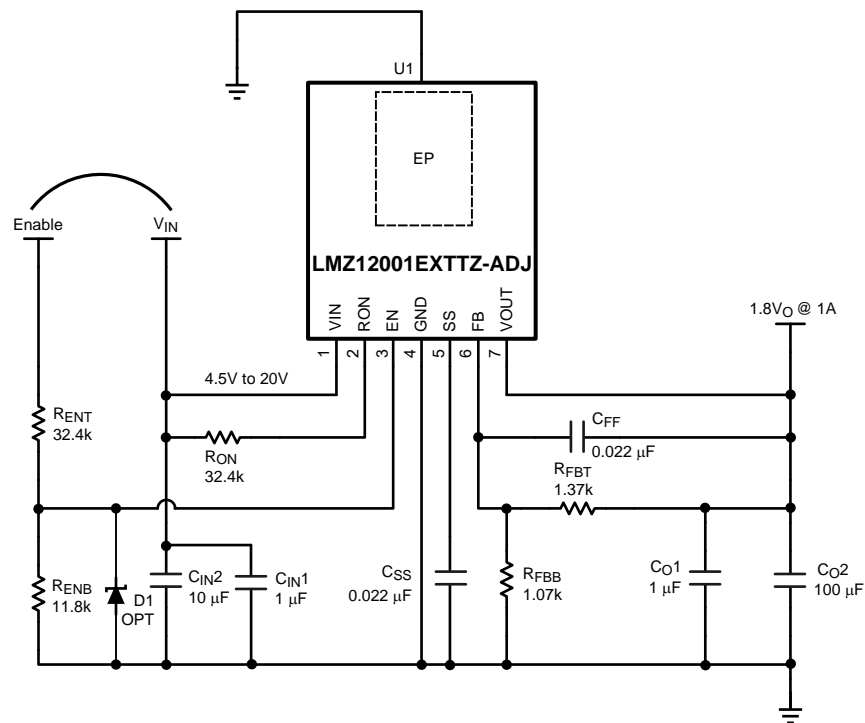 U1
EP
Enable
VIN
LMZ12001EXTTZ-ADJ
VIN
RON
EN
GND
SS
FB
VOUT
1
2
3
4
5
6
7
1.8VO @ 1A
4.5V to 20V
RENT
32.4k
RON
32.4k
CFF
0.022 μF
RFBT
1.37k
RENB
11.8k
D1
OPT
CIN2
10 μF
CIN1
1 μF
CSS
0.022 μF
RFBB
1.07k
CO1
1 μF
CO2
100 μF